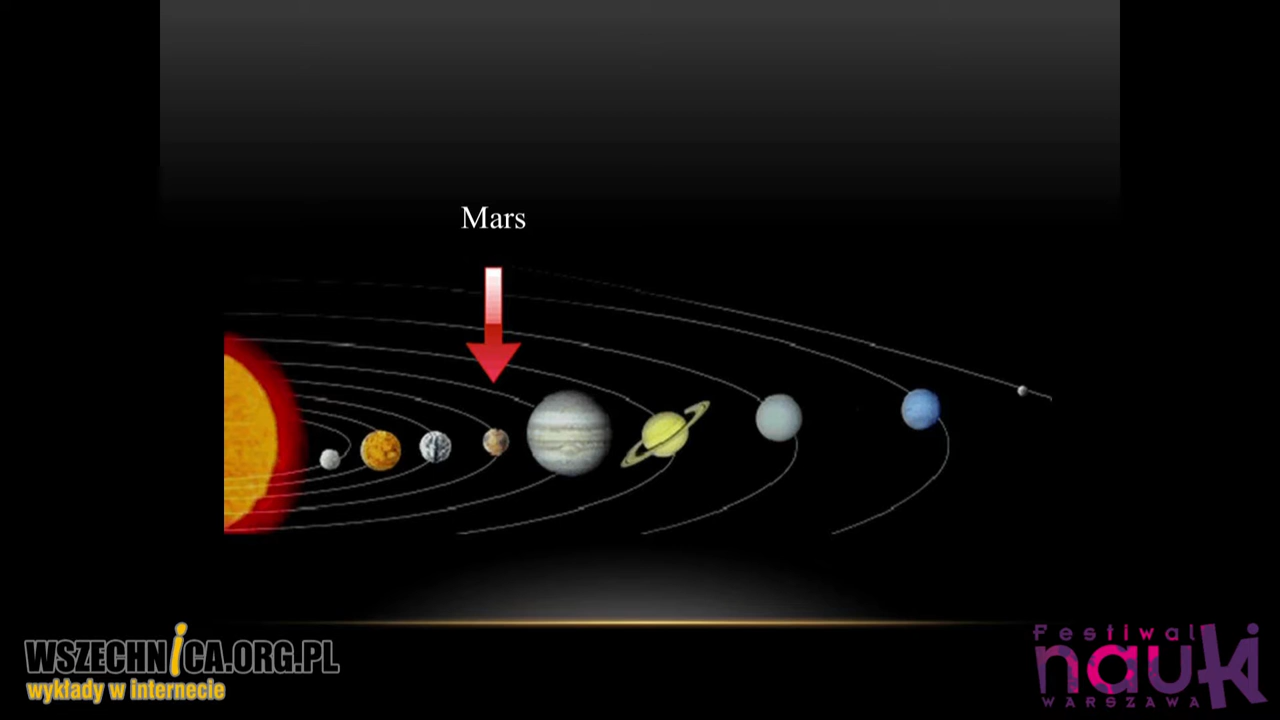 Mars
WSZECHNiCA.ORG.PL
wykłady w internecie
Festiwal
nauki
WARSZAWA